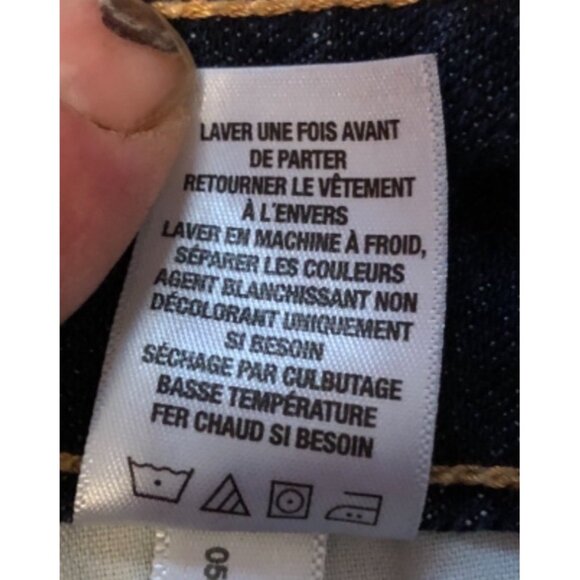 LAVER UNE FOIS AVANT
DE PARTER
RETOURNER LE VÊTEMENT
À L'ENVERS
LAVER EN MACHINE À FROID,
SÉPARER LES COULEURS
AGENT BLANCHISSANT NON
DÉCOLORANT UNIQUEMENT
SI BESOIN
SÉCHAGE PAR CULBUTAGE
BASSE TEMPÉRATURE
FER CHAUD SI BESOIN
05